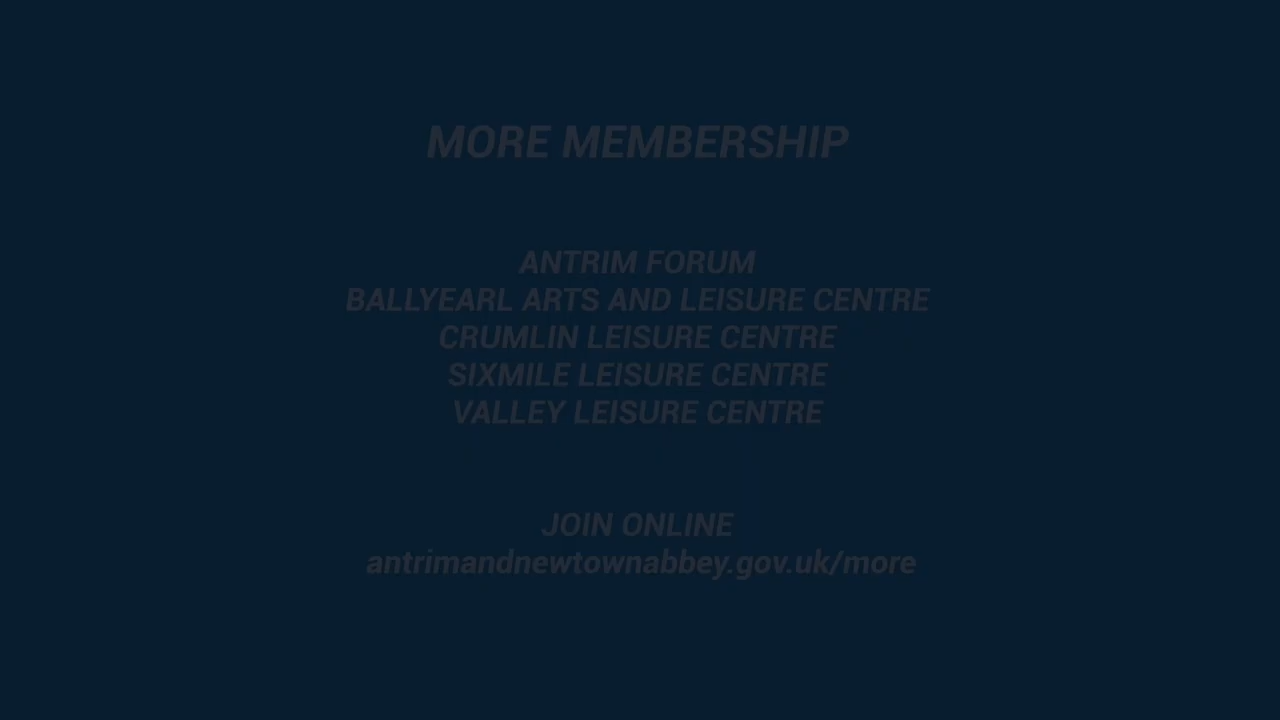 MORE MEMBERSHIP
ANTRIM FORUM
BALLYEARL ARTS AND LEISURE CENTRE
CRUMLIN LEISURE CENTRE
SIXMILE LEISURE CENTRE
VALLEY LEISURE CENTRE
JOIN ONLINE
antrimandnewtownabbey.gov.uk/more